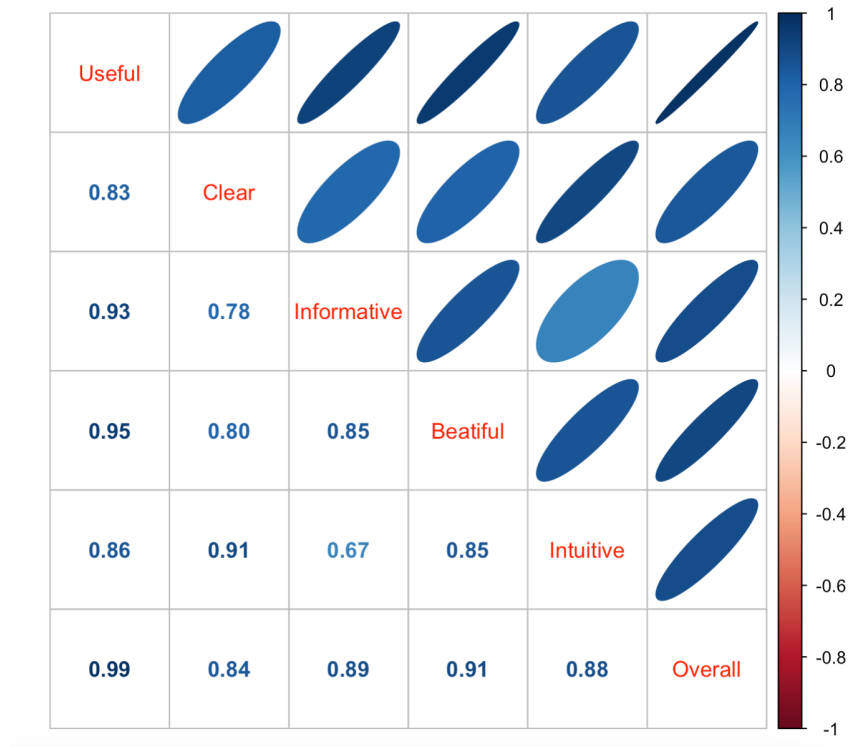 1
Useful
0.8
0.83 Clear
0.6
0.4
0.93 0.78 Informative
0.2
0
0.95 0.80 0.85 Beatiful
-0.2
-0.4
0.86 0.91 0.67 0.85 Intuitive
-0.6
0.99 0.84 0.89 0.91 0.88 Overall
-0.8
-1